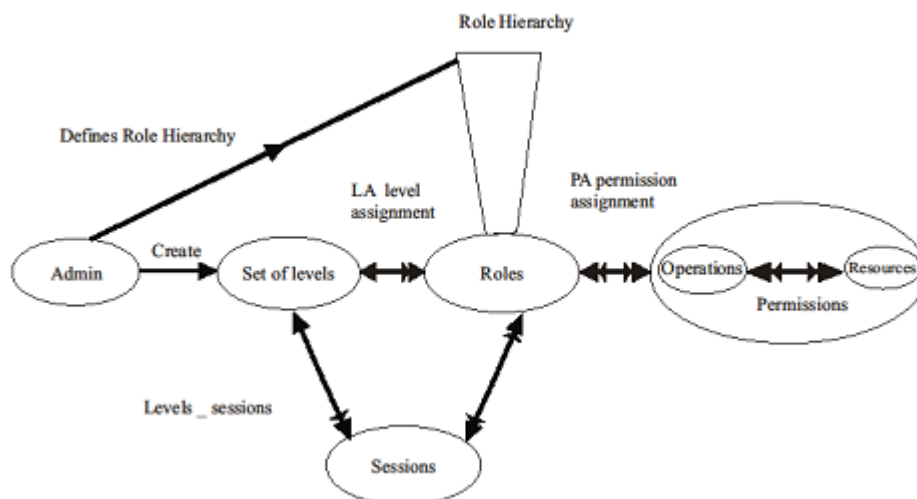 Role Hierarchy
Defines Role Hierarchy
LA level
assignment
PA permission
assignment
Admin
Create
Set of levels
Roles
Operations
Resources
Permissions
Levels _ sessions
Sessions